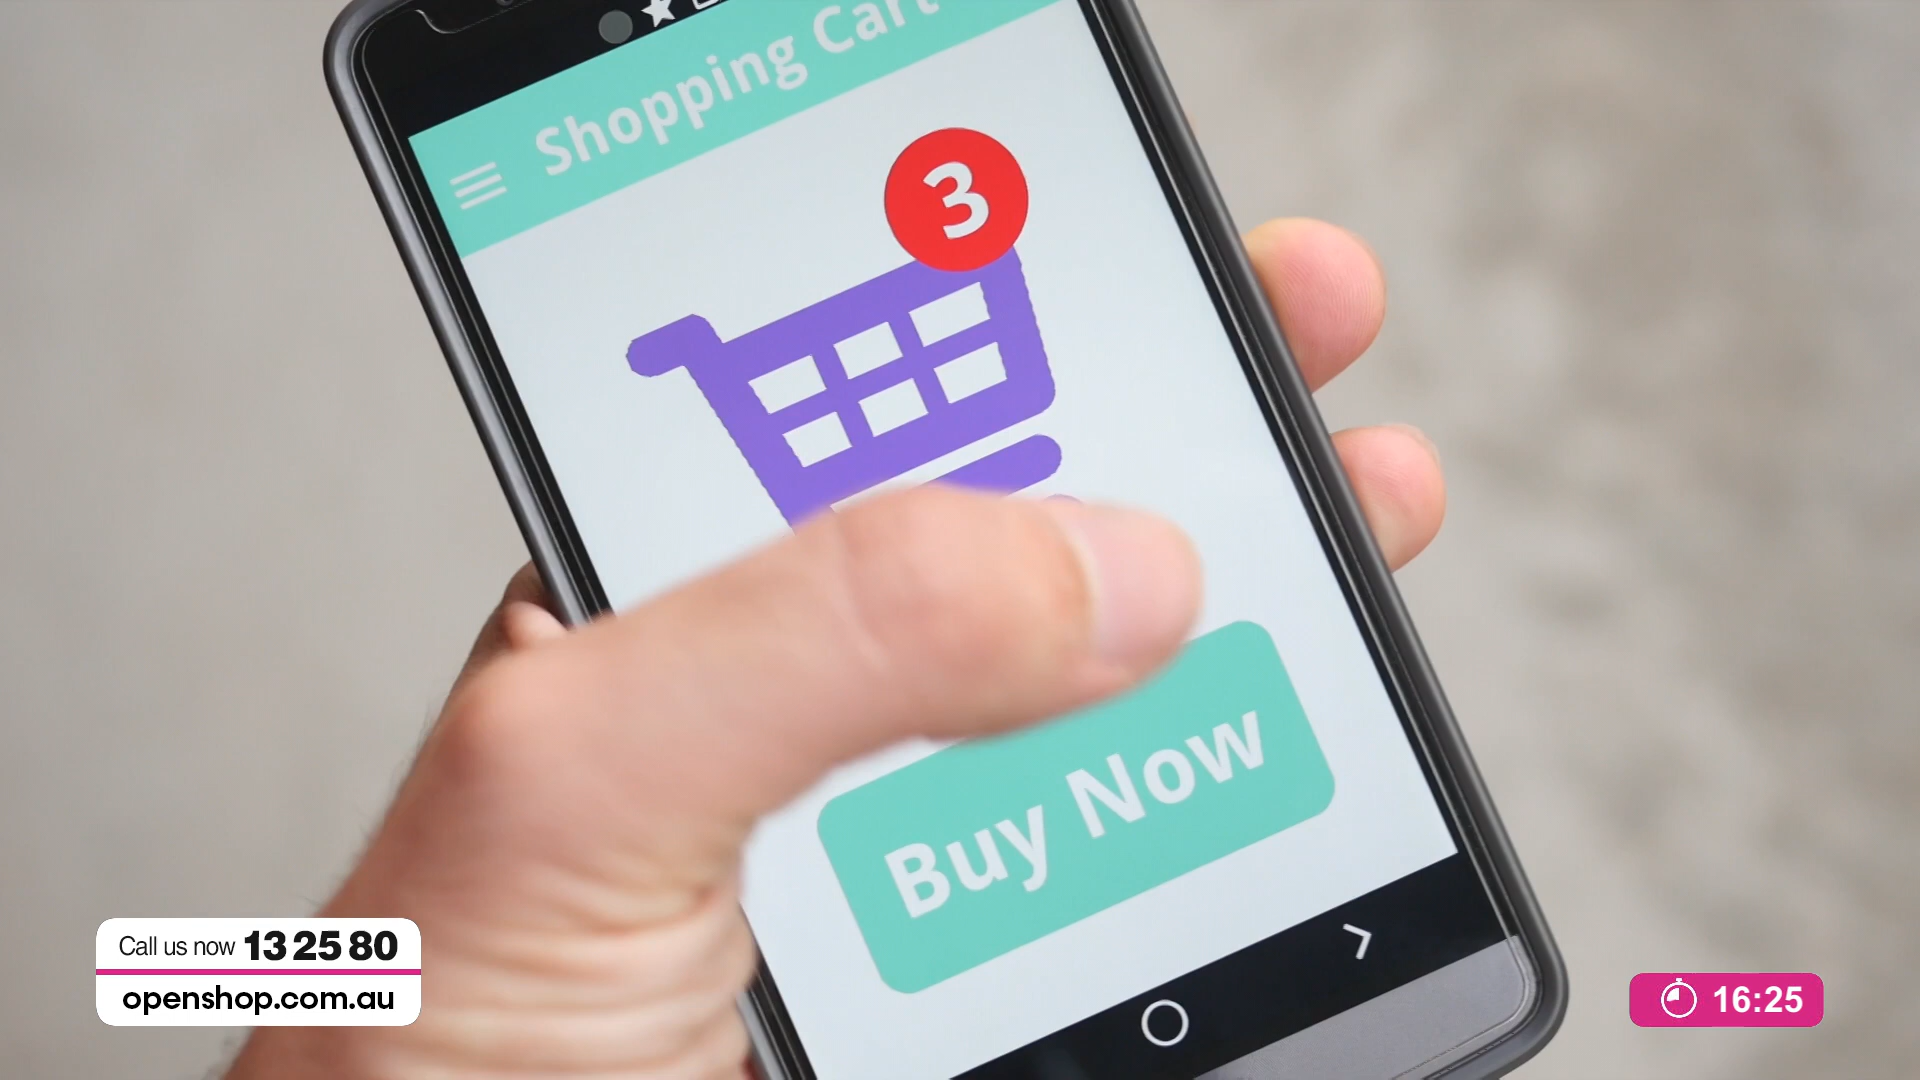 Shopping Cart
3
Buy Now
Call us now 13 25 80
openshop.com.au
16:25